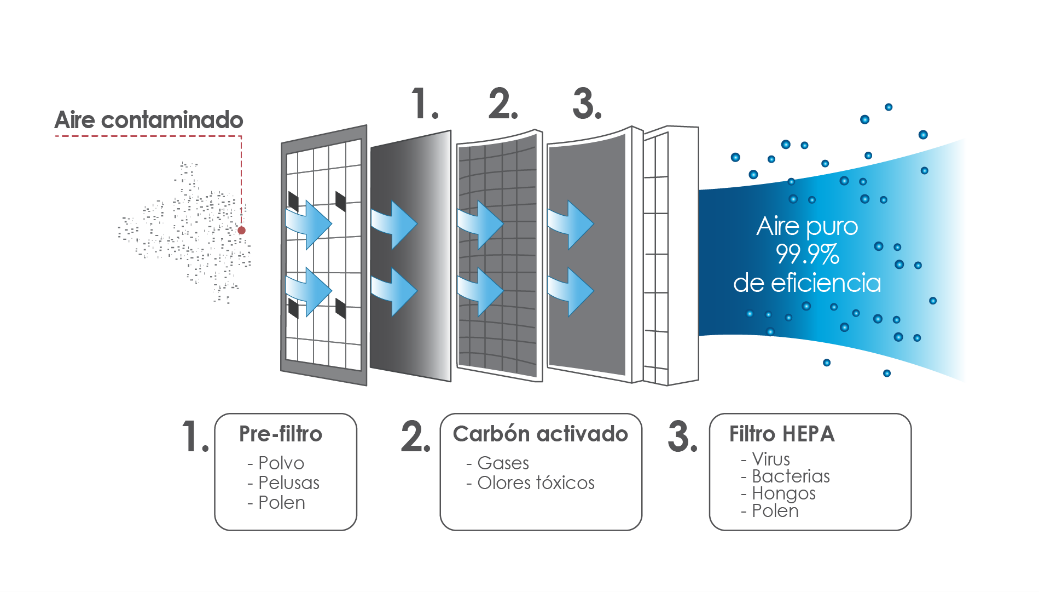 Aire contaminado
1.
2.
3.
Aire puro
99.9%
de eficiencia
1.
Pre-filtro
- Polvo
- Pelusas
- Polen
2.
Carbón activado
- Gases
- Olores tóxicos
3.
Filtro HEPA
- Virus
- Bacterias
- Hongos
- Polen